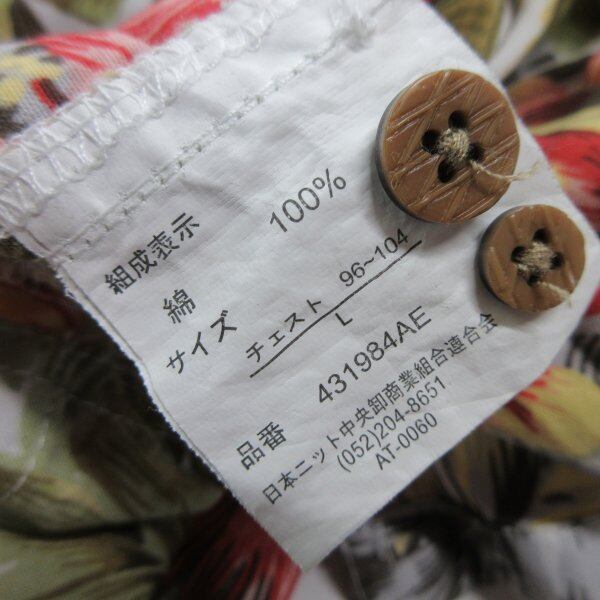 組成表示
綿 100%
サイズ
チェスト 96~104
L
品番 431984AE
日本ニット中央卸商業組合連合会
(052)204-8651
AT-0060